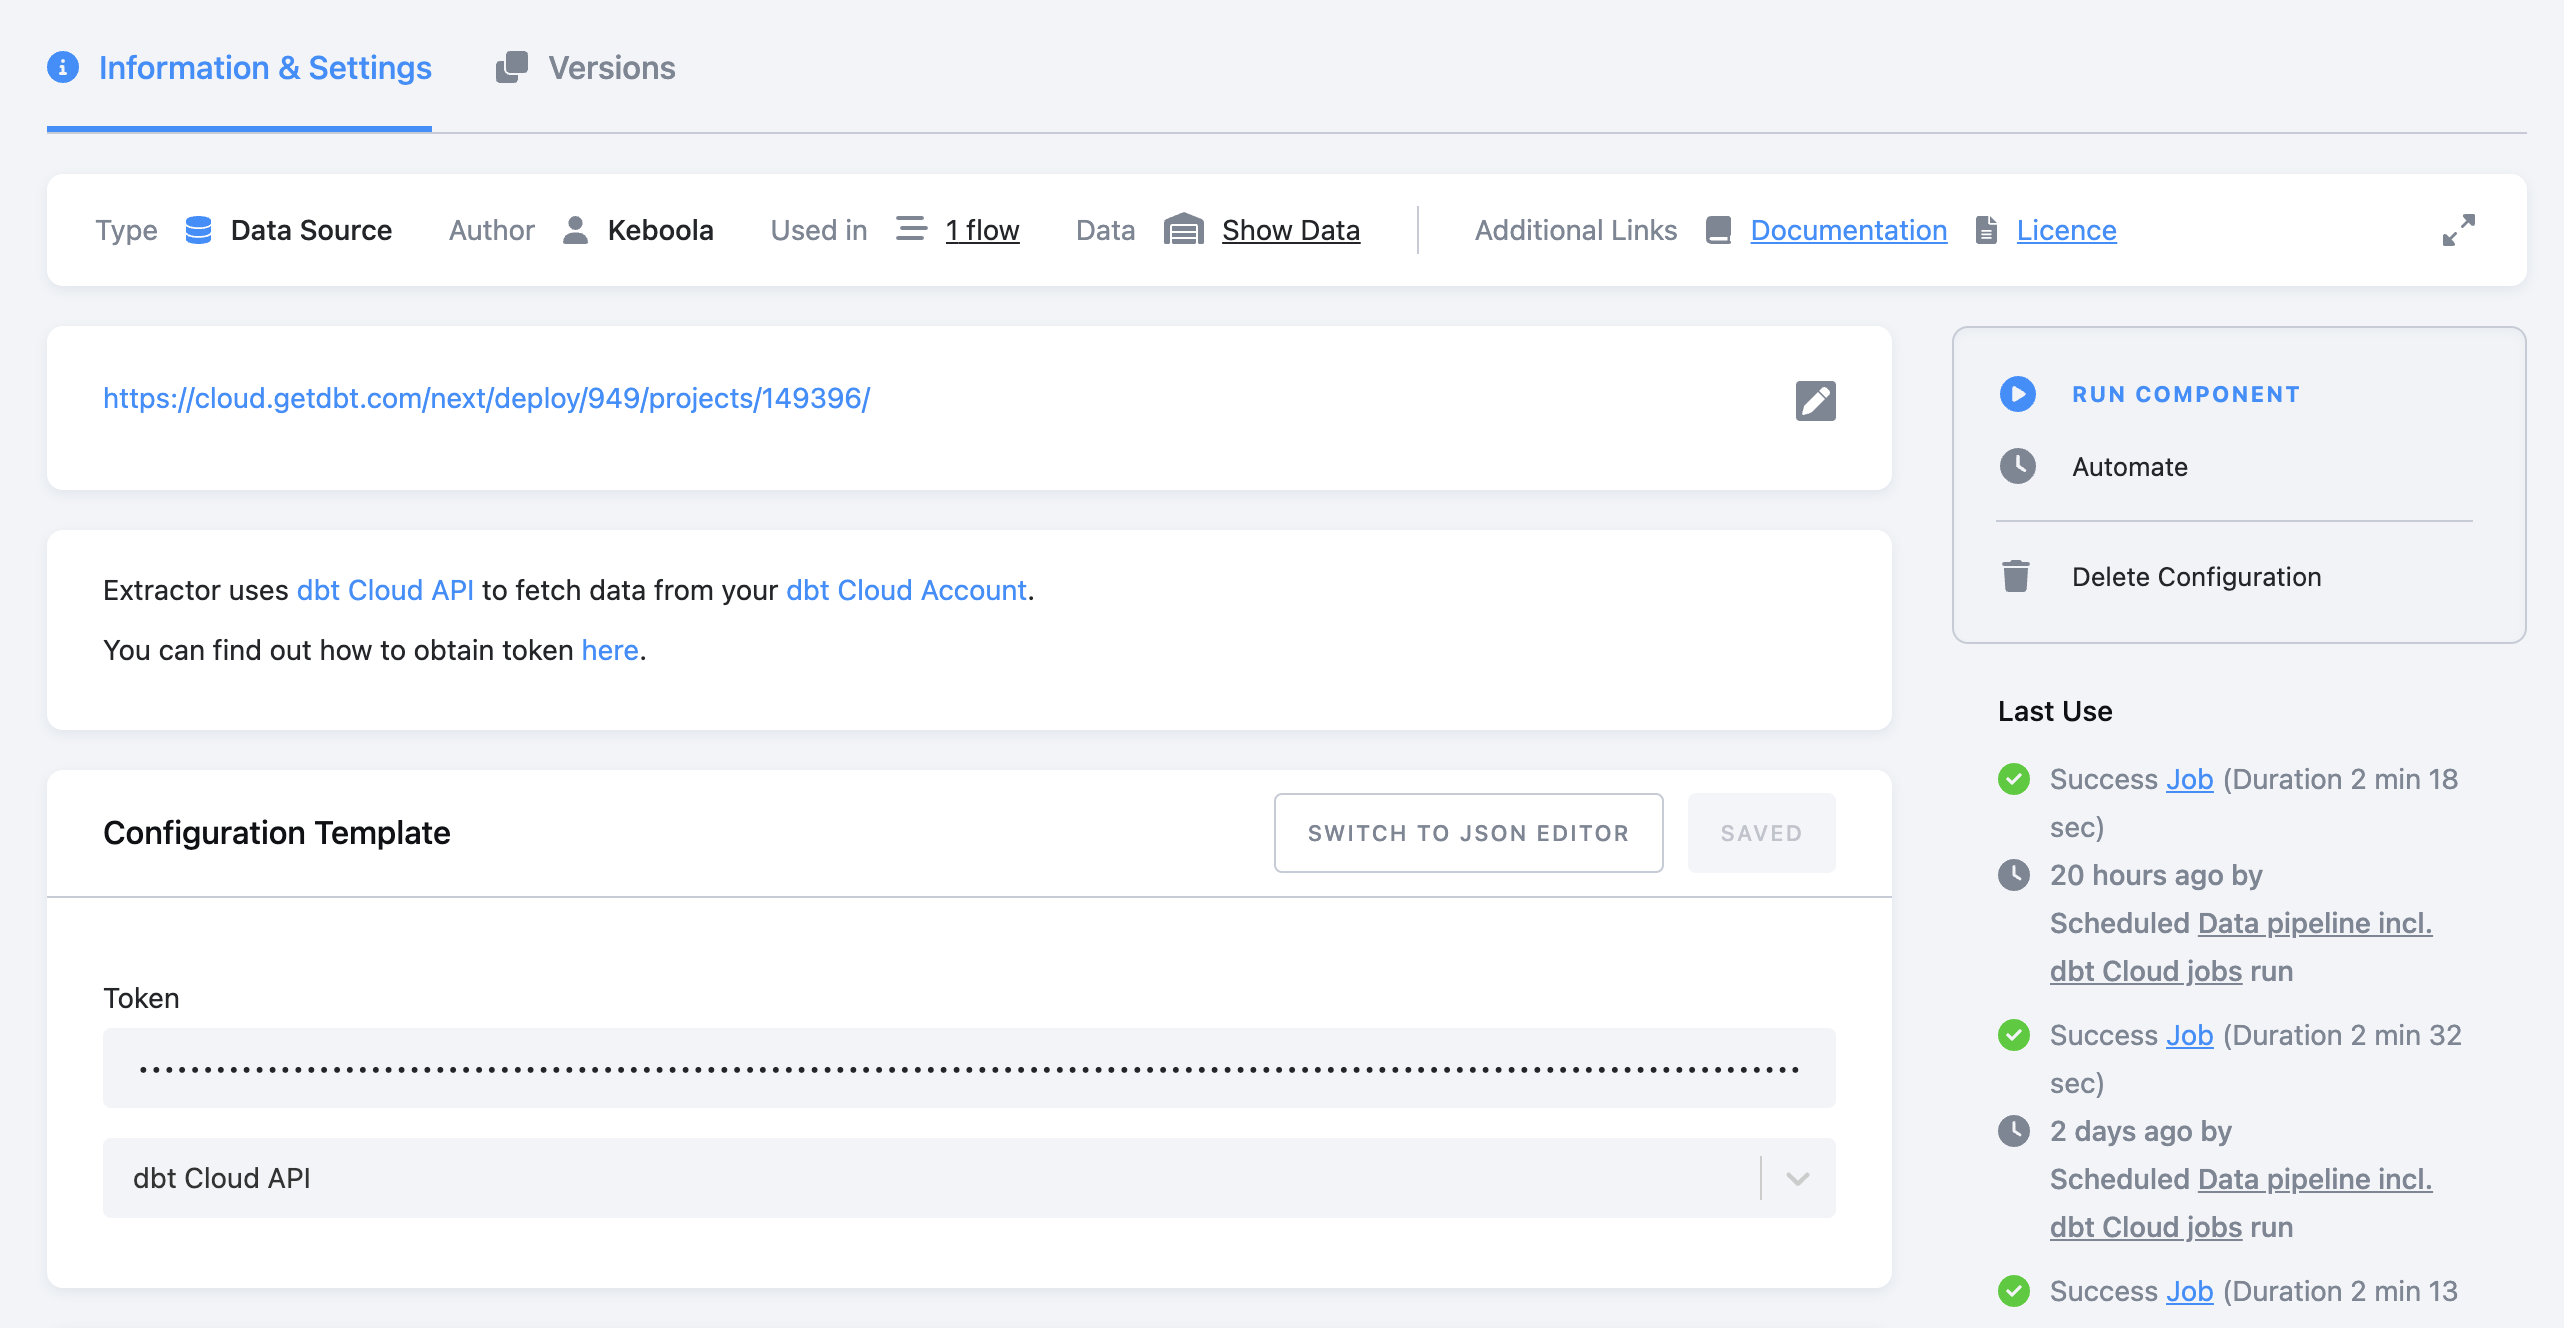 Information & Settings
Versions
Type Data Source Author Keboola Used in 1 flow Data Show Data Additional Links Documentation Licence
https://cloud.getdbt.com/next/deploy/949/projects/149396/
Extractor uses dbt Cloud API to fetch data from your dbt Cloud Account.
You can find out how to obtain token here.
Configuration Template
SWITCH TO JSON EDITOR
SAVED
Token
dbt Cloud API
RUN COMPONENT
Automate
Delete Configuration
Last Use
Success Job (Duration 2 min 18
sec)
20 hours ago by
Scheduled Data pipeline incl.
dbt Cloud jobs run
Success Job (Duration 2 min 32
sec)
2 days ago by
Scheduled Data pipeline incl.
dbt Cloud jobs run
Success Job (Duration 2 min 13